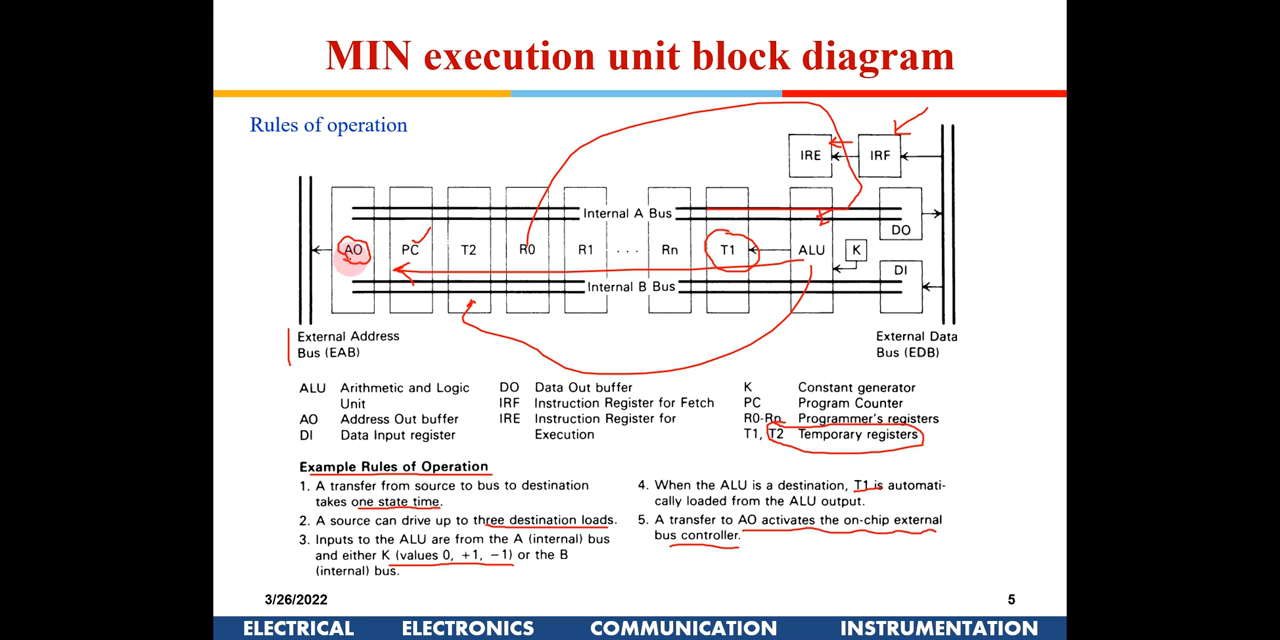 MIN execution unit block diagram
Rules of operation
IRE
IRF
Internal A Bus
DO
AO
PC
T2
R0
R1
. . .
Rn
T1
ALU
K
DI
Internal B Bus
External Address
Bus (EAB)
External Data
Bus (EDB)
ALU Arithmetic and Logic
Unit
AO Address Out buffer
DI Data Input register
DO Data Out buffer
IRF Instruction Register for Fetch
IRE Instruction Register for
Execution
K Constant generator
PC Program Counter
R0-Rn Programmer's registers
T1, T2 Temporary registers
Example Rules of Operation
1. A transfer from source to bus to destination
takes one state time.
2. A source can drive up to three destination loads.
3. Inputs to the ALU are from the A (internal) bus
and either K (values 0, +1, −1) or the B
(internal) bus.
4. When the ALU is a destination, T1 is automati-
cally loaded from the ALU output.
5. A transfer to AO activates the on-chip external
bus controller.
3/26/2022
5
ELECTRICAL ELECTRONICS COMMUNICATION INSTRUMENTATION